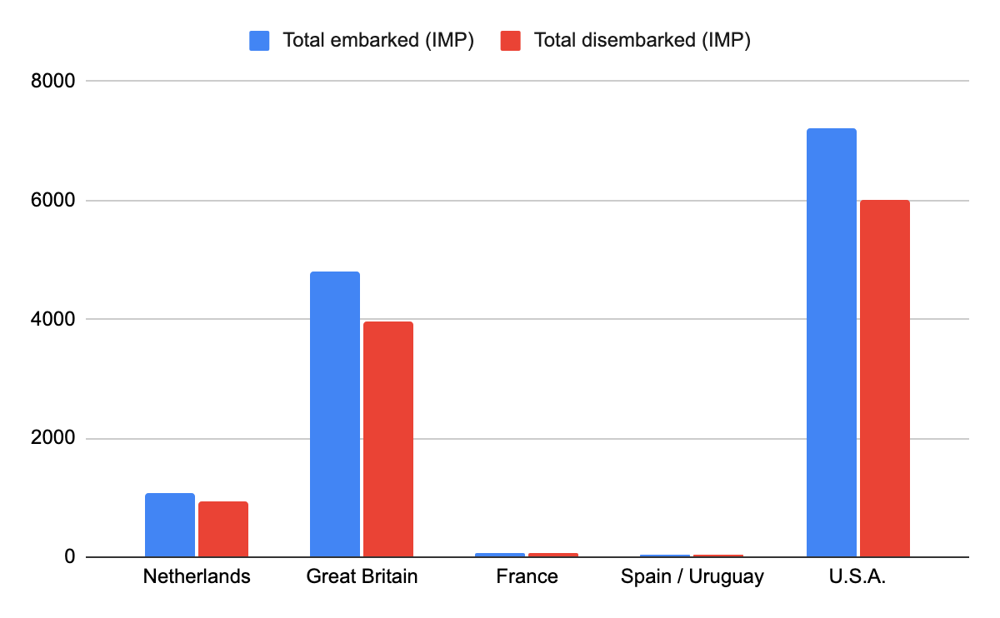 Total embarked (IMP) Total disembarked (IMP)
8000
6000
4000
2000
0
Netherlands Great Britain France Spain / Uruguay U.S.A.